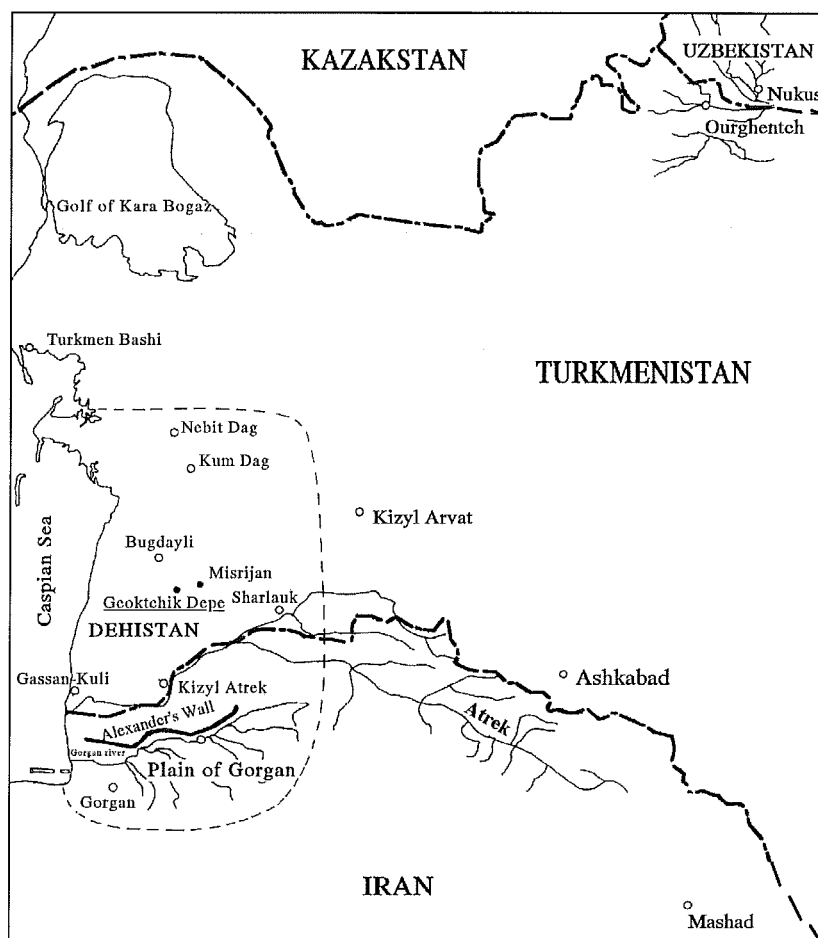 KAZAKSTAN
UZBEKISTAN
Nukus
Ourghentch
Golf of Kara Bogaz
Turkmen Bashi
TURKMENISTAN
Nebit Dag
Kum Dag
Kizyl Arvat
Caspian Sea
Bugdayli
Misrijan
Geoktchik Depe
Sharlauk
DEHISTAN
Gassan-Kuli
Kizyl Atrek
Ashkabad
Alexander's Wall
Atrek
Gorgan river
Plain of Gorgan
Gorgan
IRAN
Mashad